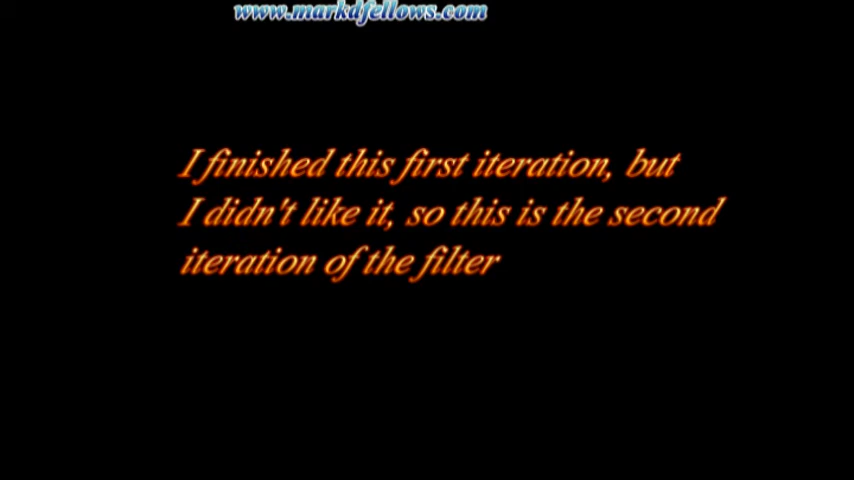 www.markdfellows.com
I finished this first iteration, but
I didn't like it, so this is the second
iteration of the filter